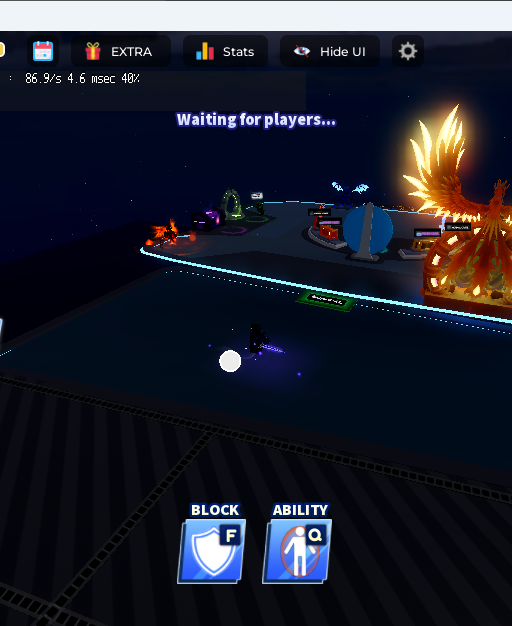 EXTRA
Stats
Hide UI
: 86.9/s 4.6 msec 40%
Waiting for players...
BLOCK
ABILITY
F
Q